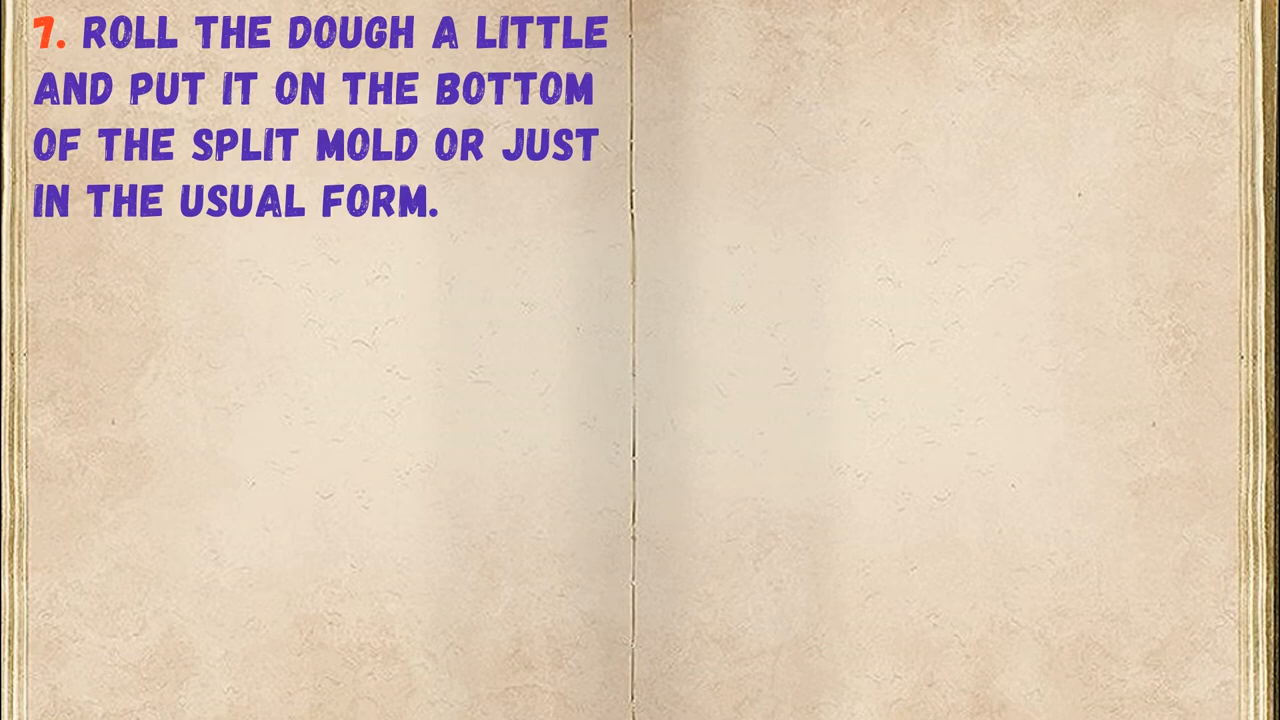 7. ROLL THE DOUGH A LITTLE
AND PUT IT ON THE BOTTOM
OF THE SPLIT MOLD OR JUST
IN THE USUAL FORM.